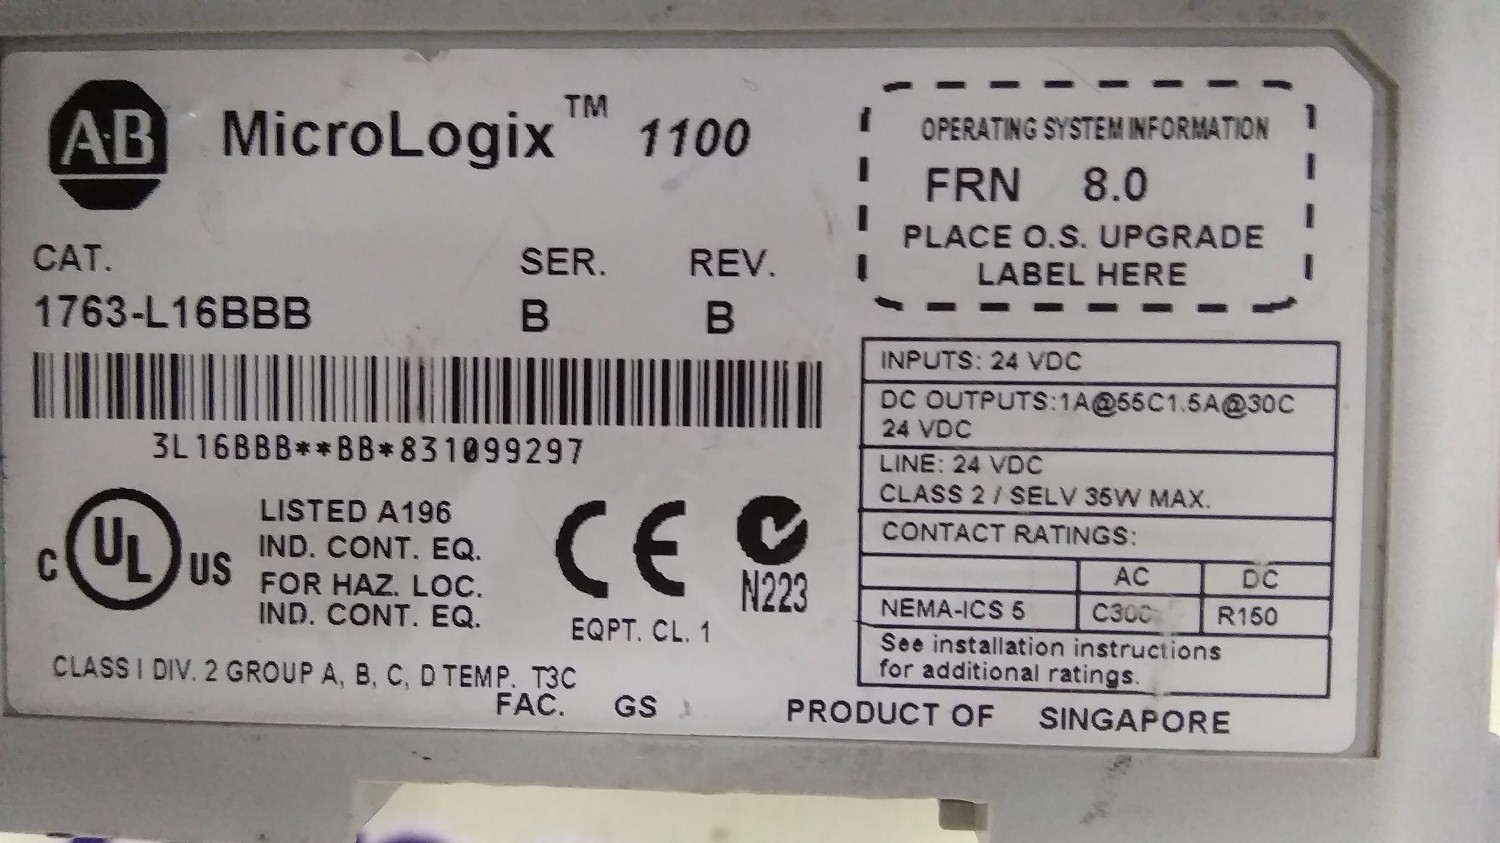 A·B MicroLogix™ 1100
CAT. SER. REV.
1763-L16BBB B B
3L16BBB**BB*831099297
C UL US
LISTED A196
IND. CONT. EQ.
FOR HAZ. LOC.
IND. CONT. EQ.
CE
EQPT. CL. 1
N223
CLASS I DIV. 2 GROUP A, B, C, D TEMP. T3C
FAC. GS
OPERATING SYSTEM INFORMATION
FRN 8.0
PLACE O.S. UPGRADE
LABEL HERE
INPUTS: 24 VDC
DC OUTPUTS:1A@55C1.5A@30C
24 VDC
LINE: 24 VDC
CLASS 2 / SELV 35W MAX.
CONTACT RATINGS:
AC DC
NEMA-ICS 5 C300 R150
See installation instructions
for additional ratings.
PRODUCT OF SINGAPORE